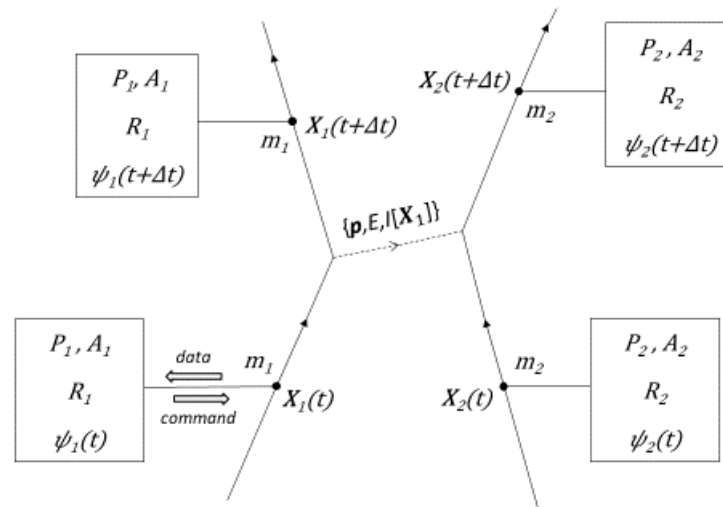 P₁, A₁
R₁
ψ₁(t+Δt)
m₁
X₁(t+Δt)
X₂(t+Δt)
m₂
P₂, A₂
R₂
ψ₂(t+Δt)
{p,E,I[X₁]}
P₁, A₁
R₁
ψ₁(t)
data
command
m₁
X₁(t)
m₂
X₂(t)
P₂, A₂
R₂
ψ₂(t)